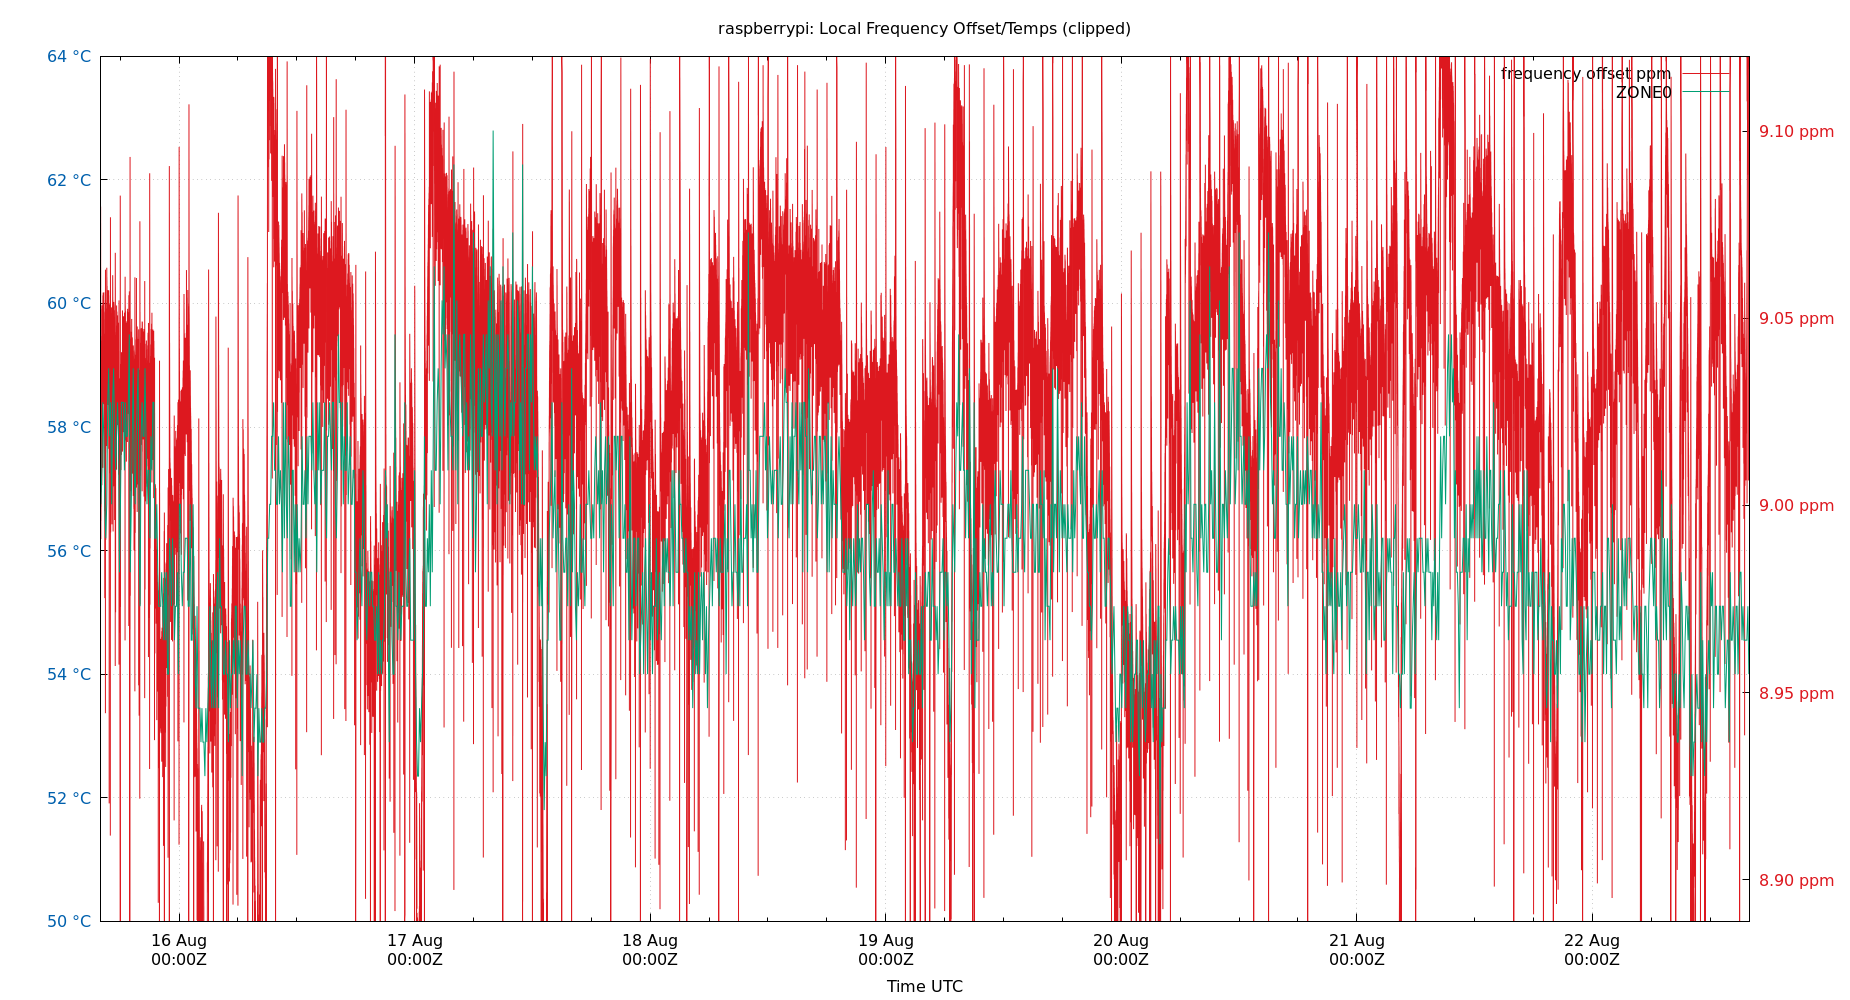 raspberrypi: Local Frequency Offset/Temps (clipped)
64 °C
frequency offset ppm
ZONE0
9.10 ppm
62 °C
60 °C
9.05 ppm
58 °C
9.00 ppm
56 °C
54 °C
8.95 ppm
52 °C
8.90 ppm
50 °C
16 Aug 17 Aug 18 Aug 19 Aug 20 Aug 21 Aug 22 Aug
00:00Z 00:00Z 00:00Z 00:00Z 00:00Z 00:00Z 00:00Z
Time UTC